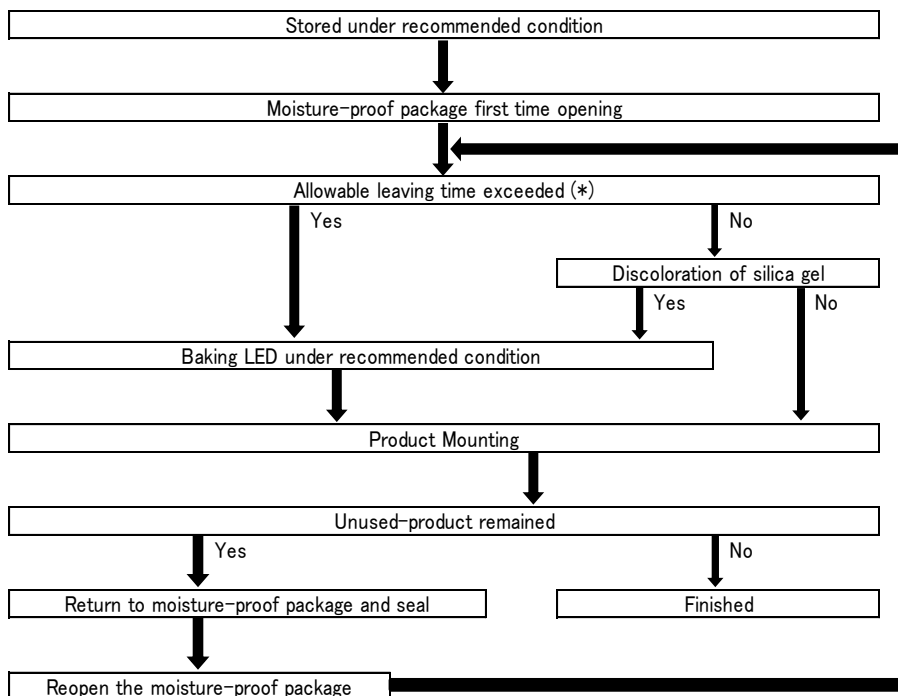 Stored under recommended condition
Moisture-proof package first time opening
Allowable leaving time exceeded (*)
Yes
No
Discoloration of silica gel
Yes
No
Baking LED under recommended condition
Product Mounting
Unused-product remained
Yes
No
Return to moisture-proof package and seal
Finished
Reopen the moisture-proof package